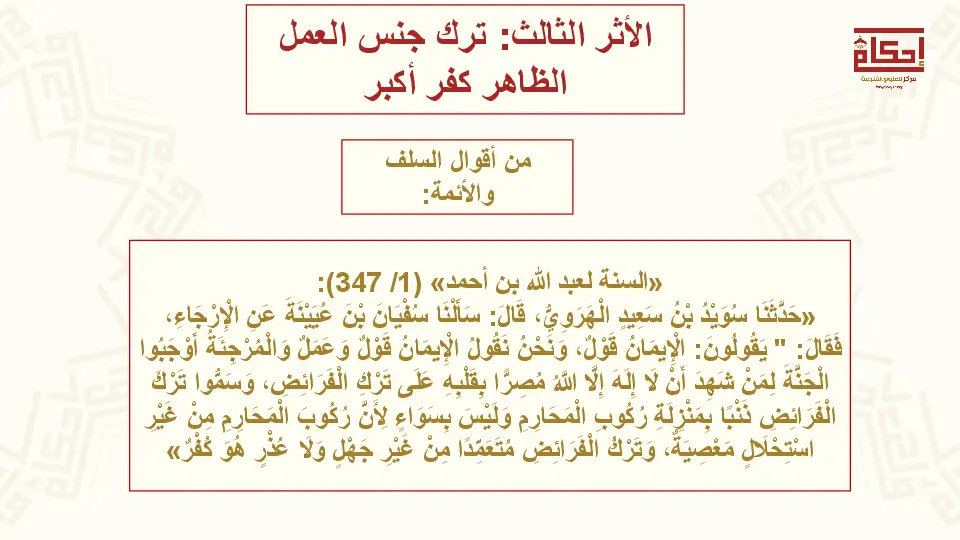 الأثر الثالث: ترك جنس العمل
الظاهر كفر أكبر
إحكام
مركز للعلوم الشرعية
من أقوال السلف
والأئمة:
«السنة لعبد الله بن أحمد» (1/ 347):
«حَدَّثَنَا سُوَيْدُ بْنُ سَعِيدٍ الْهَرَوِيُّ، قَالَ: سَأَلْنَا سُفْيَانَ بْنَ عُيَيْنَةَ عَنِ الْإِرْجَاءِ،
فَقَالَ: " يَقُولُونَ: الْإِيمَانُ قَوْلٌ، وَنَحْنُ نَقُولُ الْإِيمَانُ قَوْلٌ وَعَمَلٌ وَالْمُرْجِئَةُ أَوْجَبُوا
الْجَنَّةَ لِمَنْ شَهِدَ أَنْ لَا إِلَهَ إِلَّا اللَّهُ مُصِرًّا بِقَلْبِهِ عَلَى تَرْكِ الْفَرَائِضِ، وَسَمُّوا تَرْكَ
الْفَرَائِضِ ذَنْبًا بِمَنْزِلَةِ رُكُوبِ الْمَحَارِمِ وَلَيْسَ بِسَوَاءٍ لِأَنَّ رُكُوبَ الْمَحَارِمِ مِنْ غَيْرِ
اسْتِحْلَالٍ مَعْصِيَةٌ، وَتَرْكُ الْفَرَائِضِ مُتَعَمِّدًا مِنْ غَيْرِ جَهْلٍ وَلَا عُذْرٍ هُوَ كُفْرٌ»